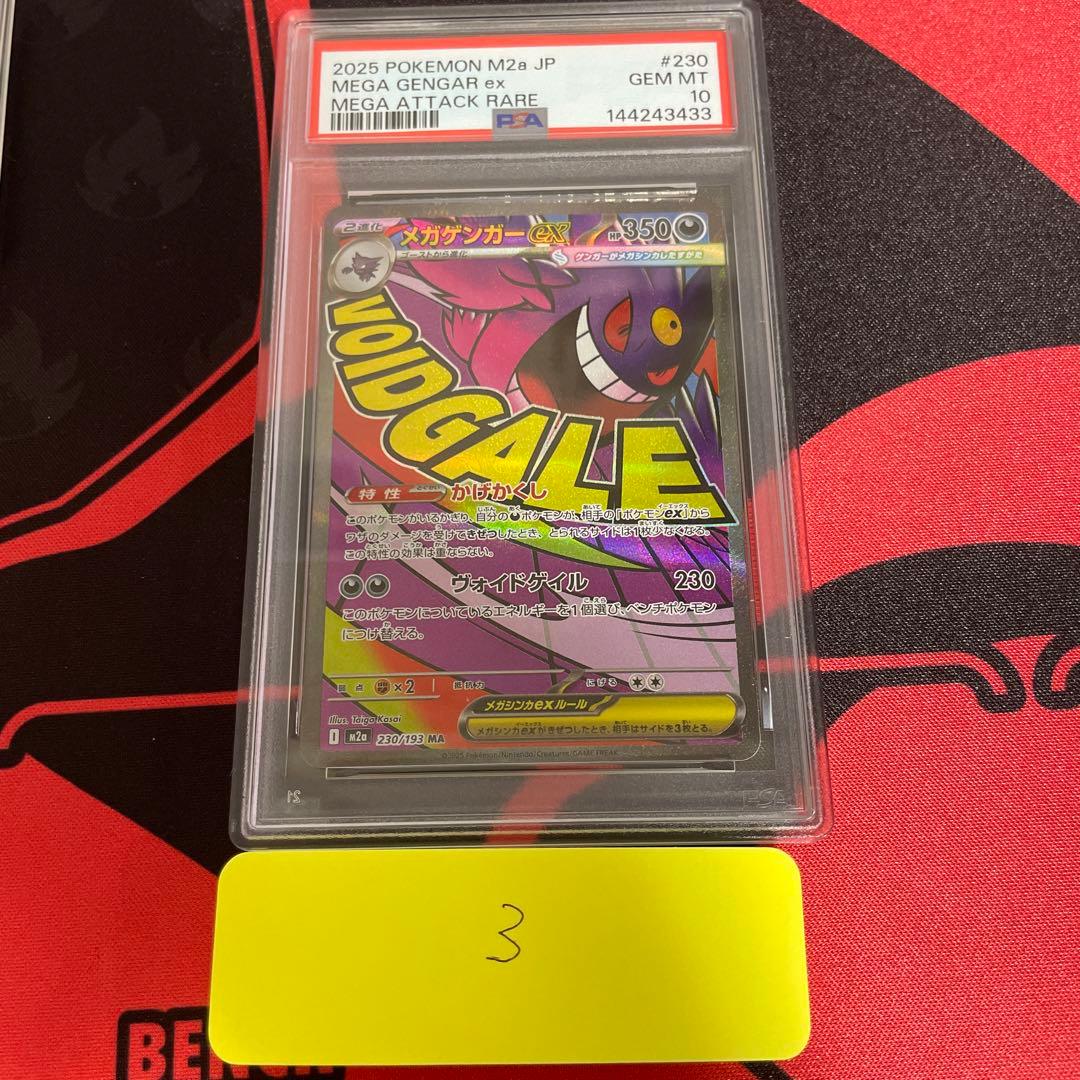 2025 POKEMON M2a JP #230
MEGA GENGAR ex GEM MT
MEGA ATTACK RARE 10
PSA 144243433
2進化 メガゲンガーex HP350
ゴーストから進化 ゲンガーがメガシンカしたすがた
VOID GALE
特性 とくせい かげかくし
このポケモンがいるかぎり、自分のポケモンが、相手の「ポケモンex」から
ワザのダメージを受けてきぜつしたとき、とられるサイドは1枚少なくなる。
この特性の効果は重ならない。
ヴォイドゲイル 230
このポケモンについているエネルギーを1個選び、ベンチポケモン
につけ替える。
弱点 ×2 抵抗力 にげる
メガシンカexルール
メガシンカexがきぜつしたとき、相手はサイドを3枚とる。
Illus. Taiga Kasai
I M2a 230/193 MA
©2025 Pokémon/Nintendo/Creatures/GAME FREAK
PSA
3